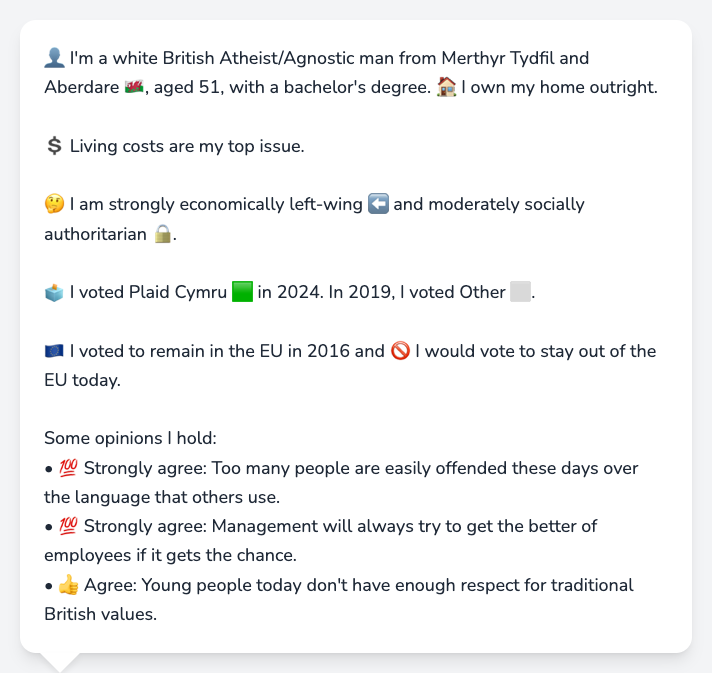 👤 I'm a white British Atheist/Agnostic man from Merthyr Tydfil and
Aberdare 🏴󠁧󠁢󠁷󠁬󠁳󠁿, aged 51, with a bachelor's degree. 🏠 I own my home outright.
💲 Living costs are my top issue.
🤔 I am strongly economically left-wing ⬅️ and moderately socially
authoritarian 🔒.
🗳️ I voted Plaid Cymru 🟩 in 2024. In 2019, I voted Other ⬜.
🇪🇺 I voted to remain in the EU in 2016 and 🚫 I would vote to stay out of the
EU today.
Some opinions I hold:
• 💯 Strongly agree: Too many people are easily offended these days over
the language that others use.
• 💯 Strongly agree: Management will always try to get the better of
employees if it gets the chance.
• 👍 Agree: Young people today don't have enough respect for traditional
British values.